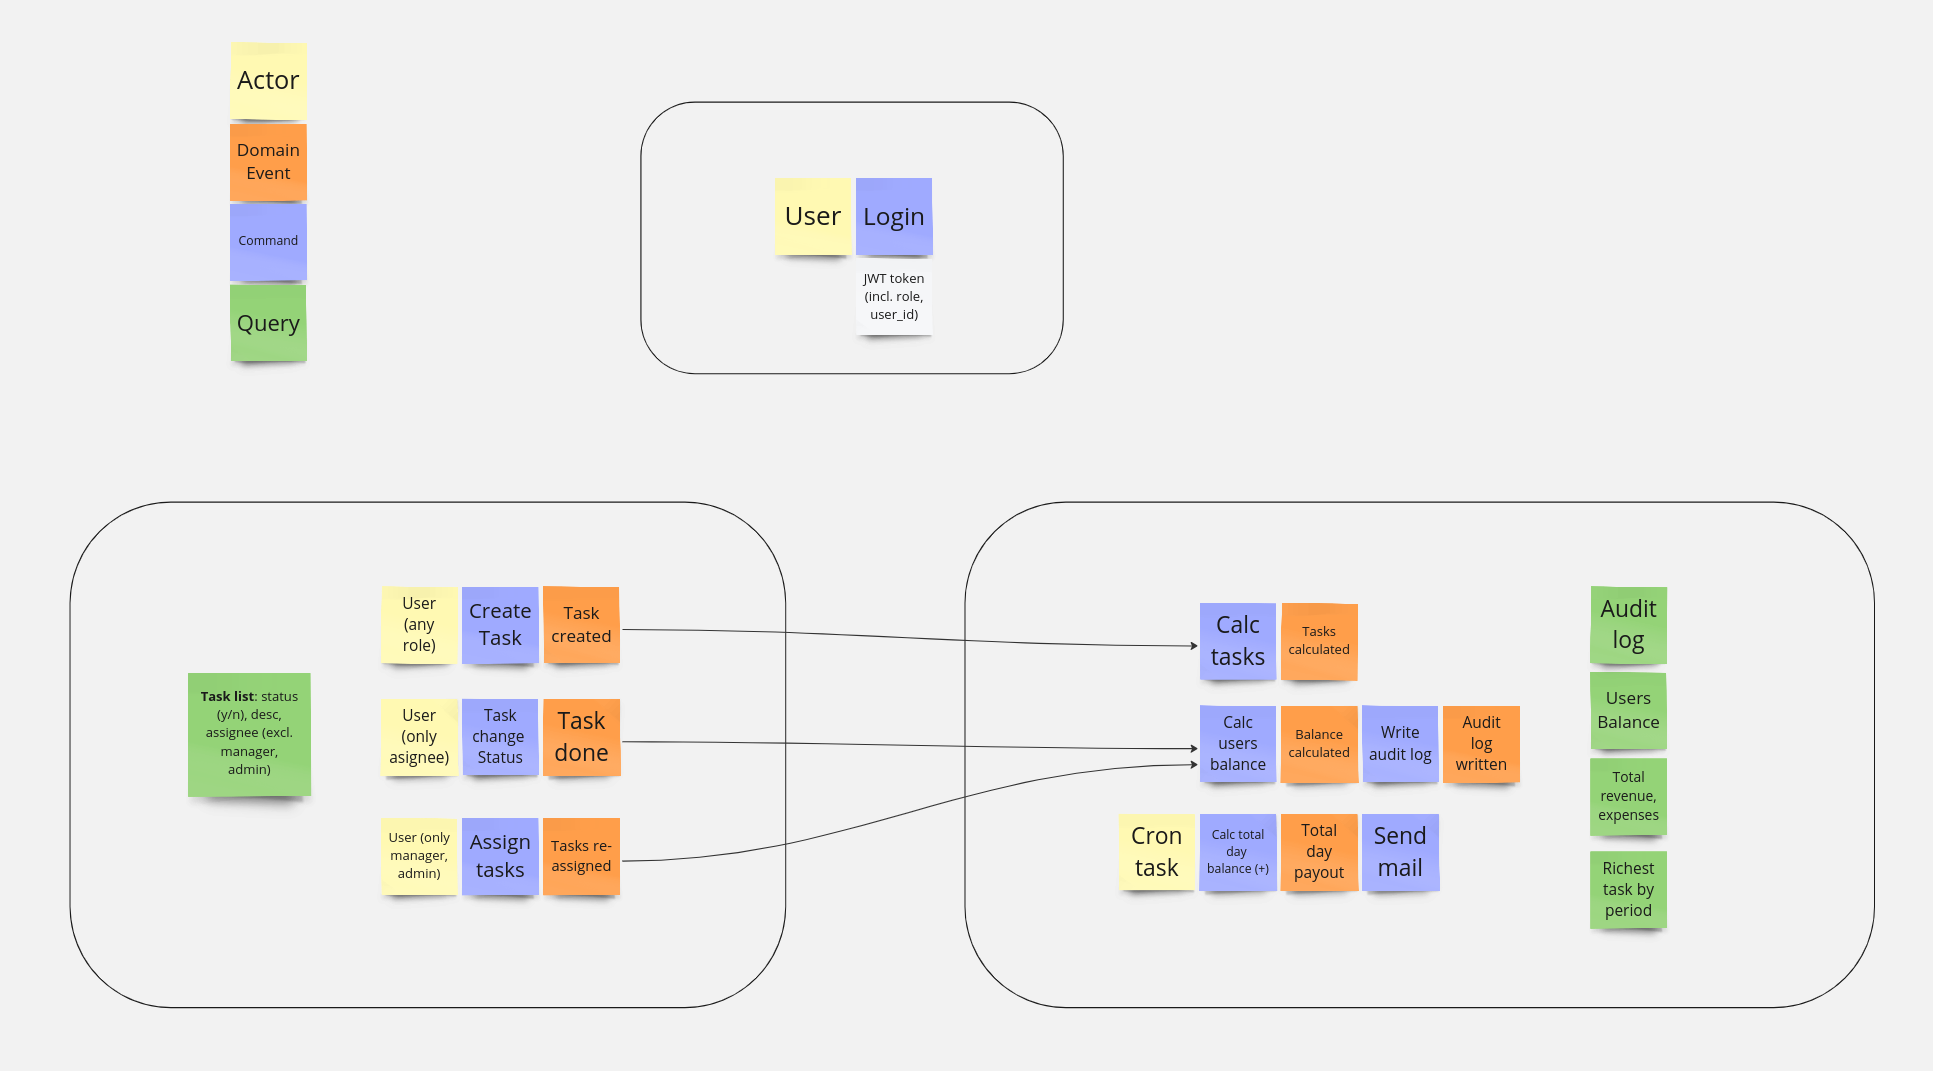 Actor
Domain
Event
Command
Query
User
Login
JWT token
(incl. role,
user_id)
Task list: status
(y/n), desc,
assignee (excl.
manager,
admin)
User
(any
role)
Create
Task
Task
created
User
(only
asignee)
Task
change
Status
Task
done
User (only
manager,
admin)
Assign
tasks
Tasks re-
assigned
Calc
tasks
Tasks
calculated
Calc
users
balance
Balance
calculated
Write
audit log
Audit
log
written
Cron
task
Calc total
day
balance (+)
Total
day
payout
Send
mail
Audit
log
Users
Balance
Total
revenue,
expenses
Richest
task by
period